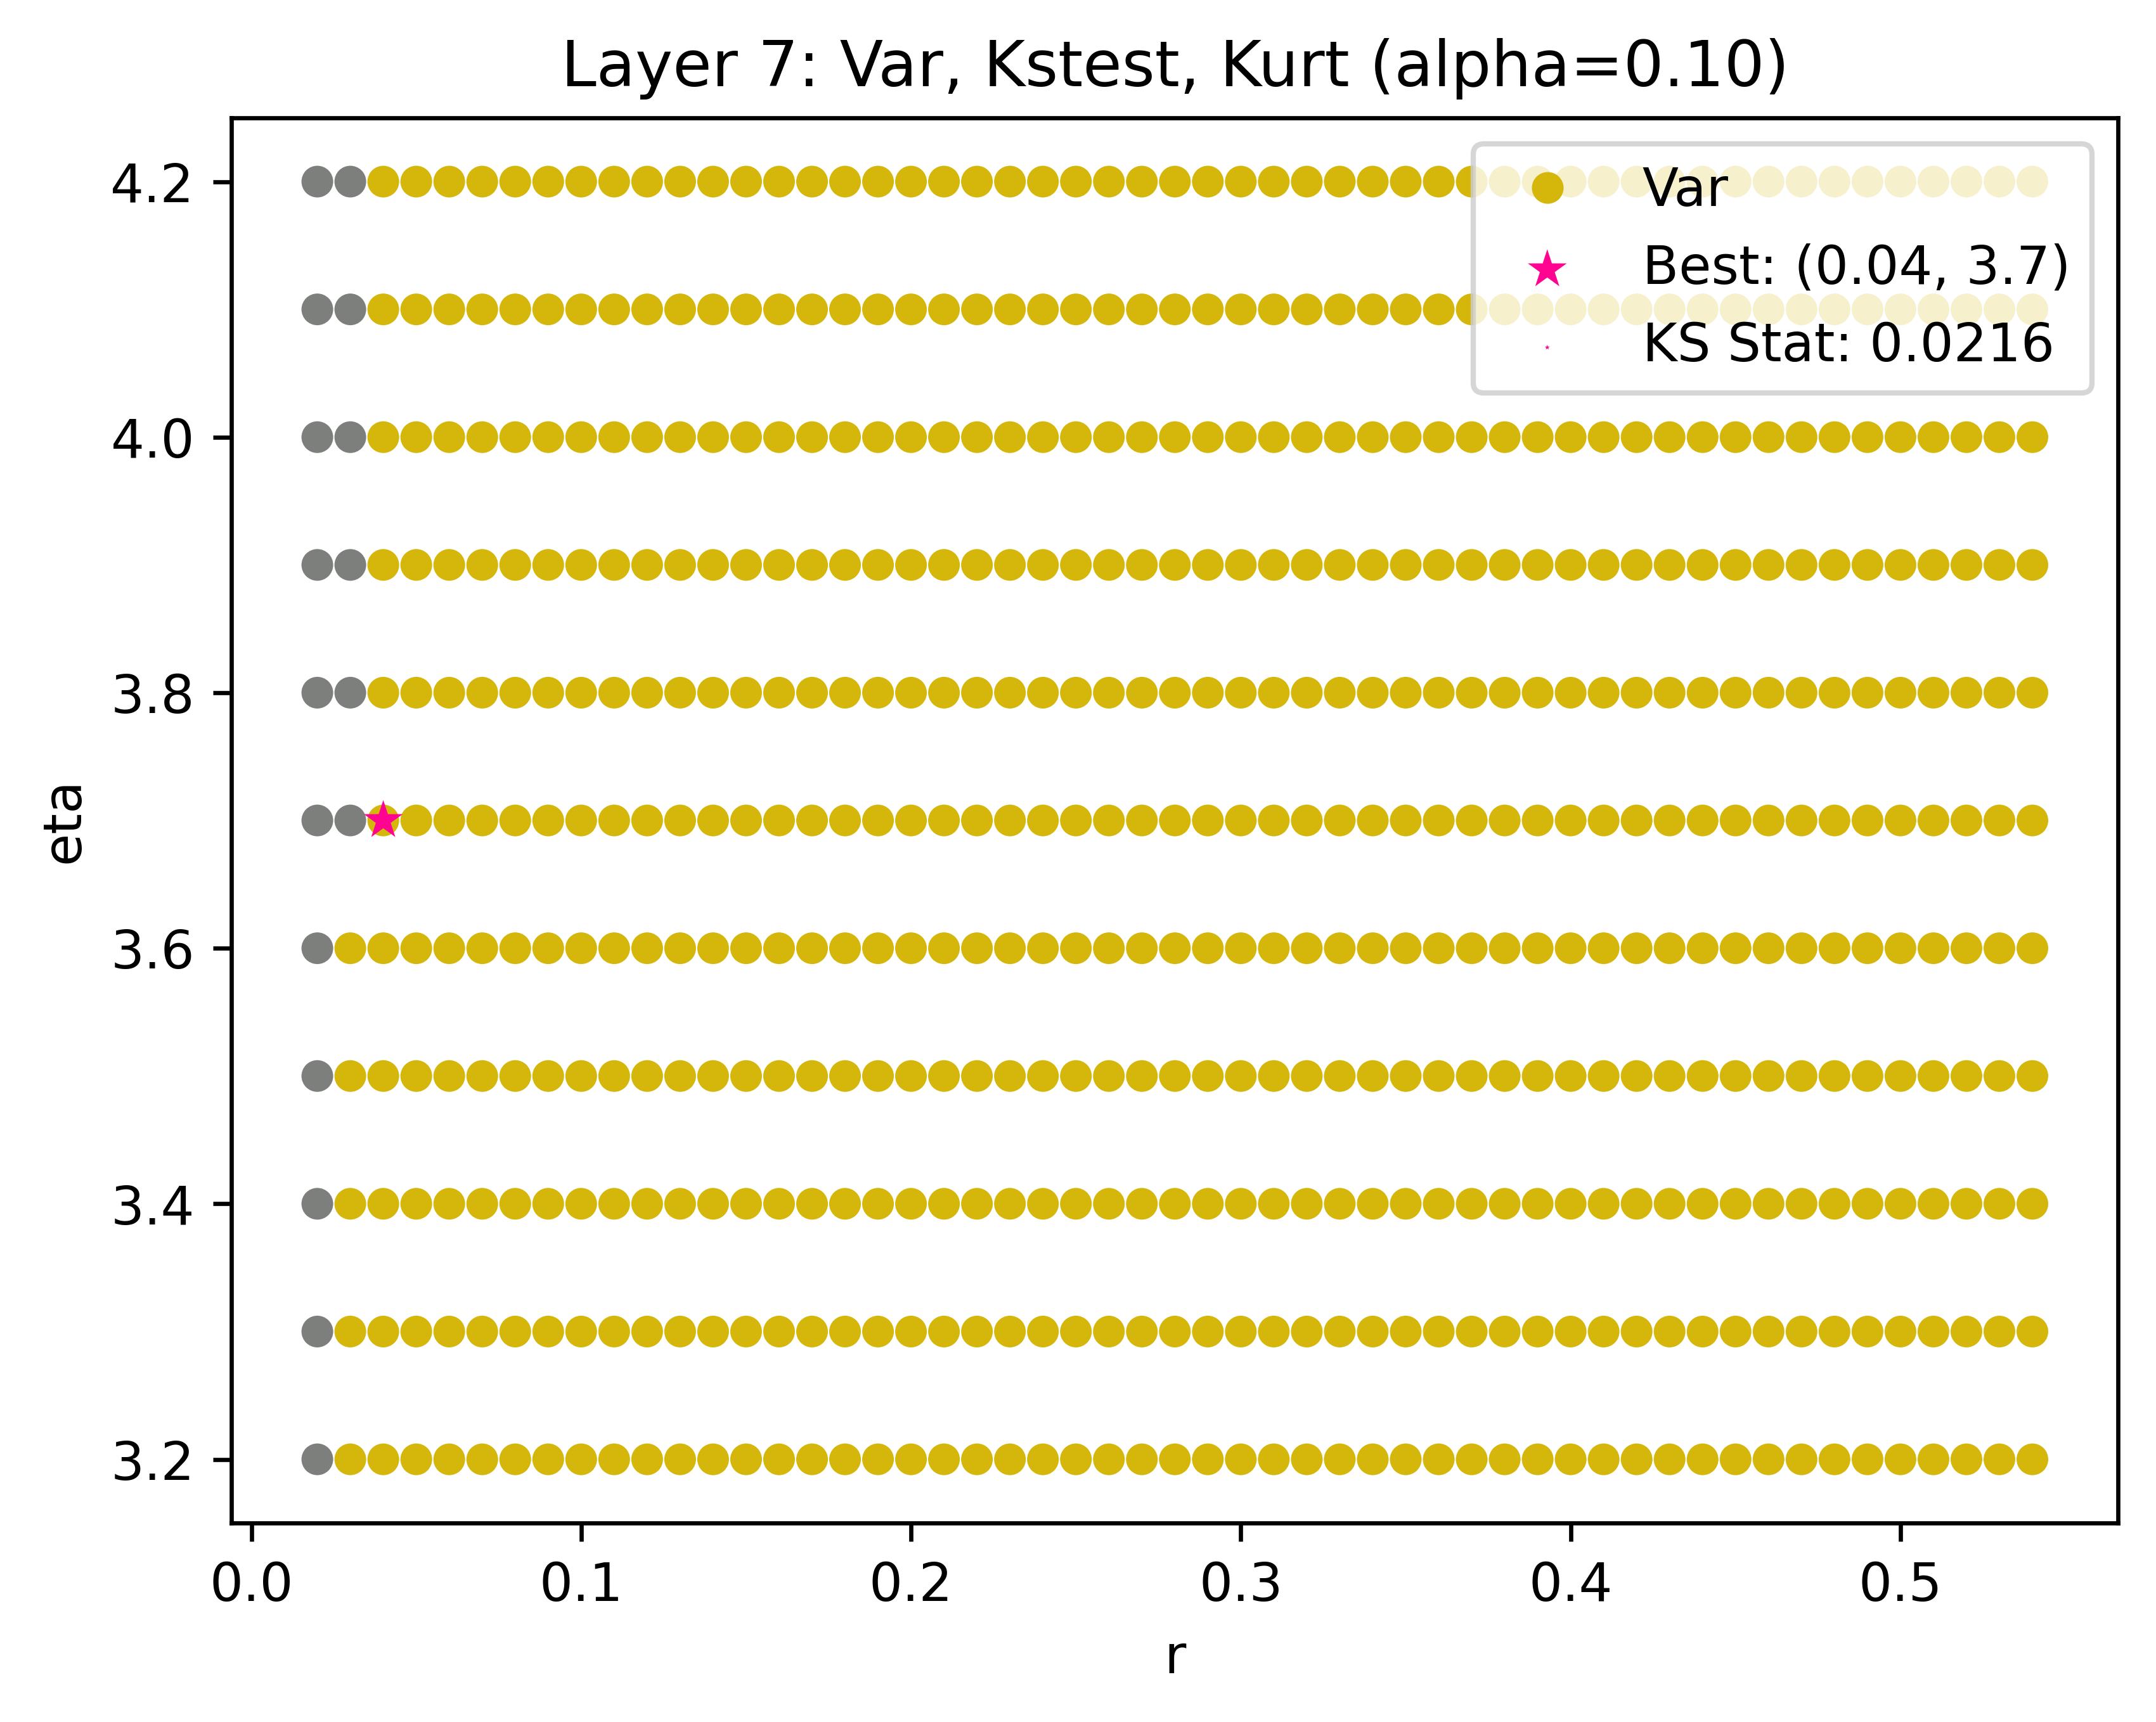 Layer 7: Var, Kstest, Kurt (alpha=0.10)
Var
Best: (0.04, 3.7)
KS Stat: 0.0216
4.2
4.0
3.8
3.6
3.4
3.2
eta
0.0 0.1 0.2 0.3 0.4 0.5
r